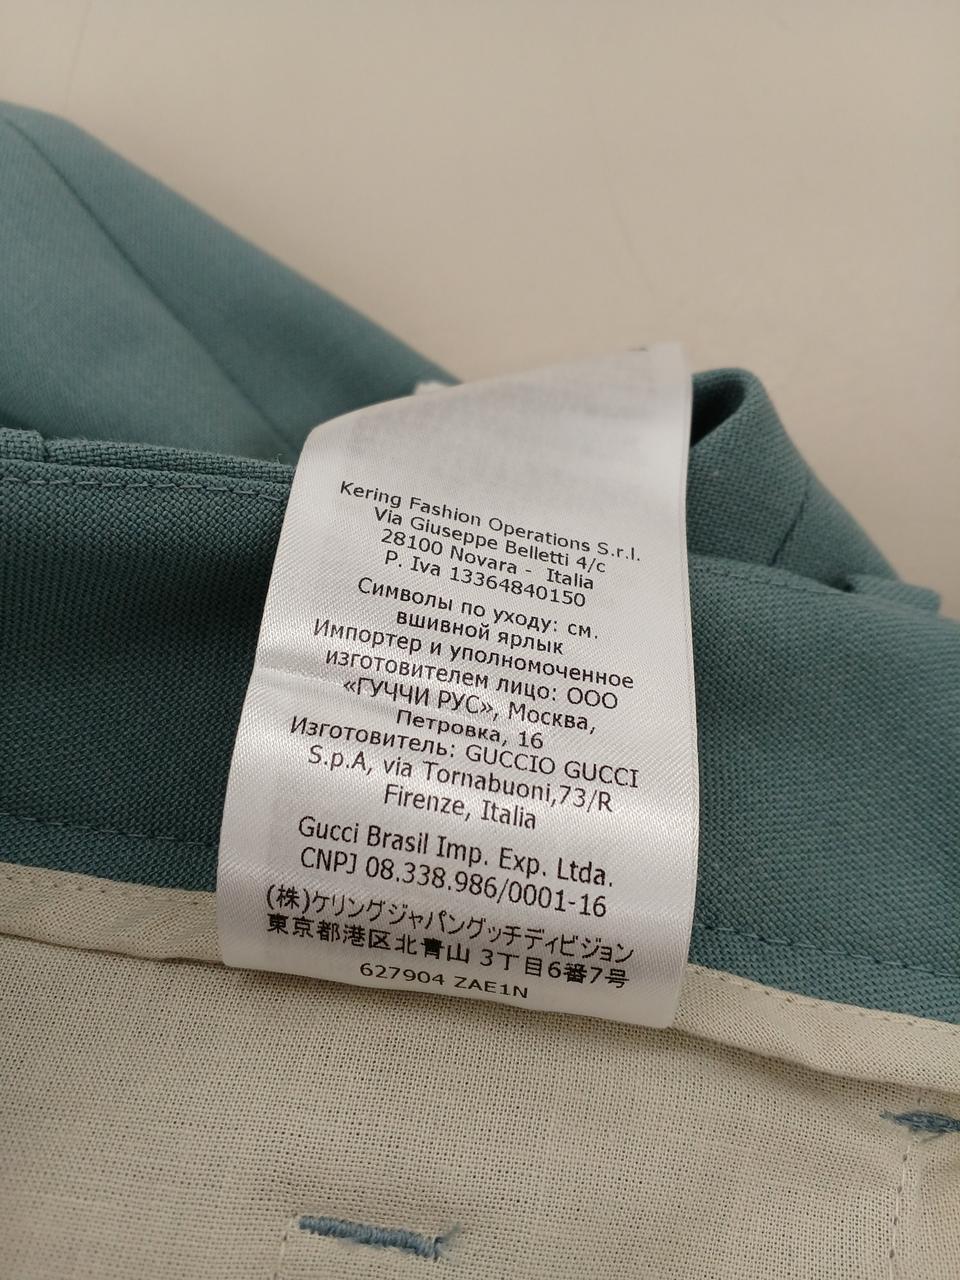 Kering Fashion Operations S.r.l.
Via Giuseppe Belletti 4/c
28100 Novara - Italia
P. Iva 13364840150
Символы по уходу: см.
вшивной ярлык
Импортер и уполномоченное
изготовителем лицо: ООО
«ГУЧЧИ РУС», Москва,
Петровка, 16
Изготовитель: GUCCIO GUCCI
S.p.A, via Tornabuoni,73/R
Firenze, Italia
Gucci Brasil Imp. Exp. Ltda.
CNPJ 08.338.986/0001-16
(株)ケリングジャパングッチディビジョン
東京都港区北青山 3丁目6番7号
627904 ZAE1N